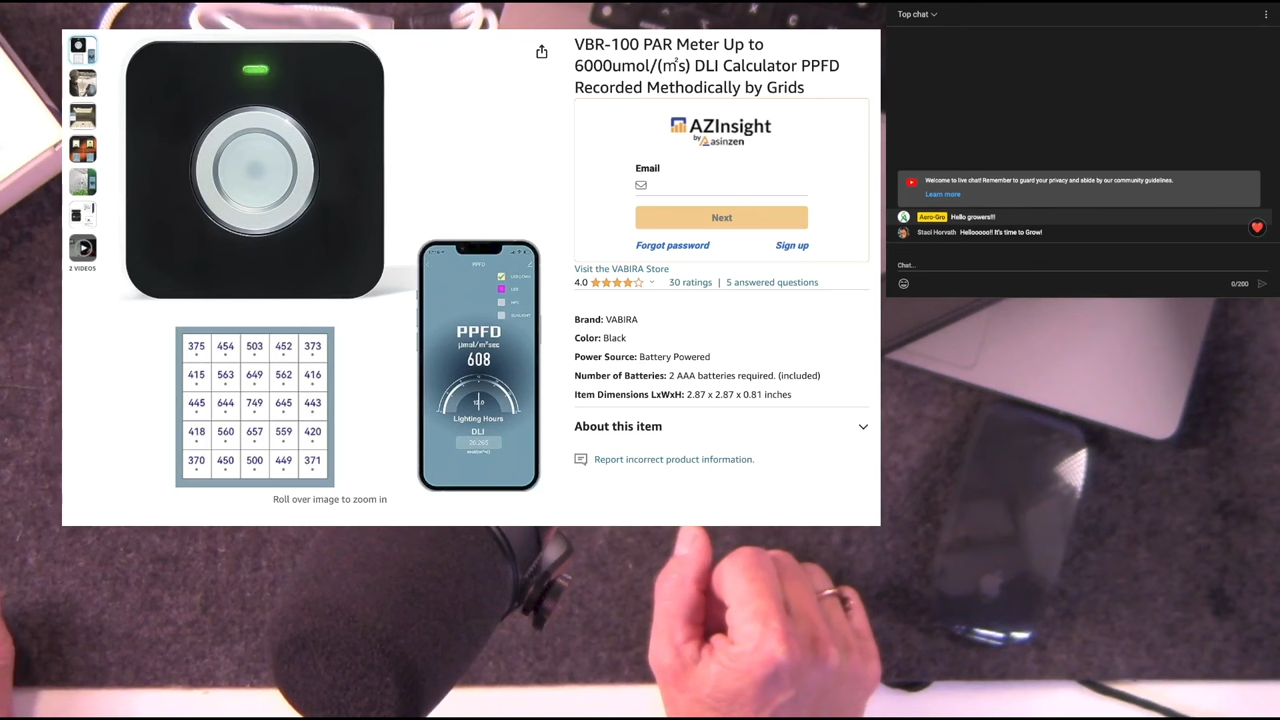 VBR-100 PAR Meter Up to
6000umol/(㎡s) DLI Calculator PPFD
Recorded Methodically by Grids
AZInsight
by asinzen
Email
Next
Forgot password
Sign up
Visit the VABIRA Store
4.0
30 ratings | 5 answered questions
Brand: VABIRA
Color: Black
Power Source: Battery Powered
Number of Batteries: 2 AAA batteries required. (included)
Item Dimensions LxWxH: 2.87 x 2.87 x 0.81 inches
About this item
Report incorrect product information.
2 VIDEOS
PPFD
PPFD
μmol/m²sec
608
12.0
Lighting Hours
DLI
26.265
375 454 503 452 373
415 563 649 562 416
445 644 749 645 443
418 560 657 559 420
370 450 500 449 371
Roll over image to zoom in
Top chat
Welcome to live chat! Remember to guard your privacy and abide by our community guidelines.
Learn more
Aero-Gro Hello growers!!!
Staci Horvath Hellooooo!! It's time to Grow!
Chat...
0/200